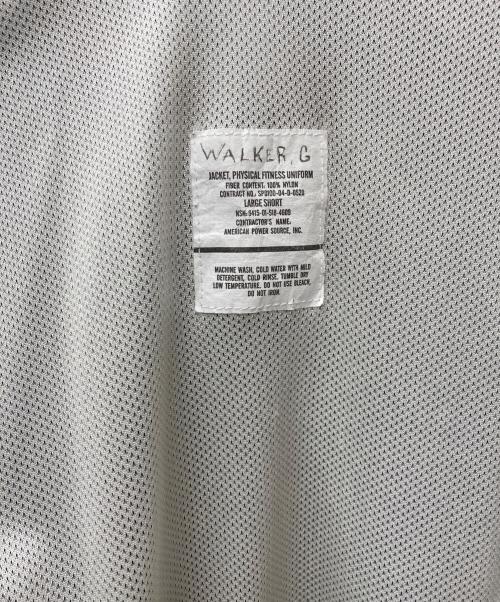 WALKER, G
JACKET, PHYSICAL FITNESS UNIFORM
FIBER CONTENT: 100% NYLON
CONTRACT NO.: SPO100-04-D-0520
LARGE SHORT
NSN: 8415-01-518-4609
CONTRACTOR'S NAME:
AMERICAN POWER SOURCE, INC.
MACHINE WASH, COLD WATER WITH MILD
DETERGENT, COLD RINSE. TUMBLE DRY
LOW TEMPERATURE. DO NOT USE BLEACH,
DO NOT IRON